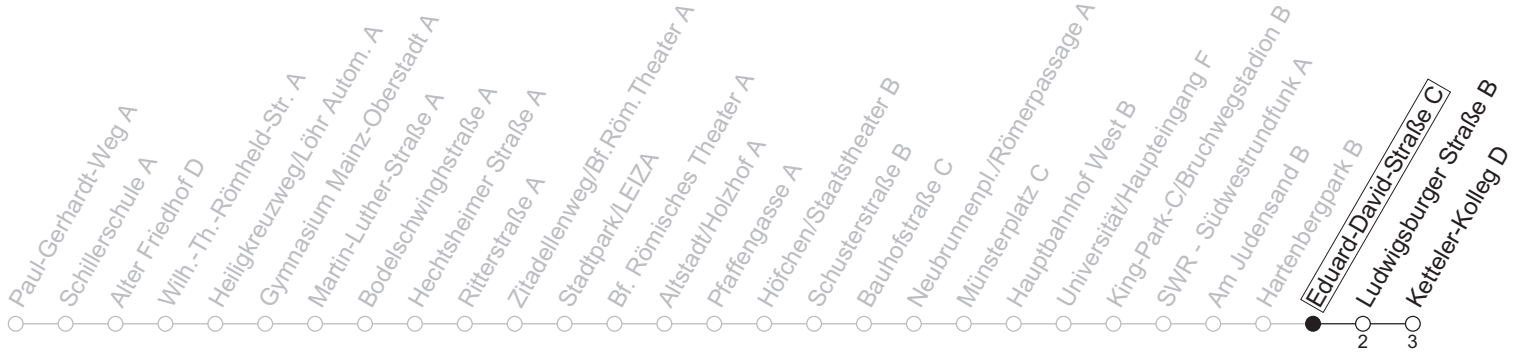 Paul-Gerhardt-Weg A
Schillerschule A
Alter Friedhof D
Wilh.-Th.-Römheld-Str. A
Heiligkreuzweg/Löhr Autom. A
Gymnasium Mainz-Oberstadt A
Martin-Luther-Straße A
Bodelschwinghstraße A
Hechtsheimer Straße A
Ritterstraße A
Zitadellenweg/Bf.Röm.Theater A
Stadtpark/LEIZA
Bf. Römisches Theater A
Altstadt/Holzhof A
Pfaffengasse A
Höfchen/Staatstheater B
Schusterstraße B
Bauhofstraße C
Neubrunnenpl./Römerpassage A
Münsterplatz C
Hauptbahnhof West B
Universität/Haupteingang F
King-Park-C/Bruchwegstadion B
SWR - Südwestrundfunk A
Am Judensand B
Hartenbergpark B
Eduard-David-Straße C
Ludwigsburger Straße B
Ketteler-Kolleg D
2
3